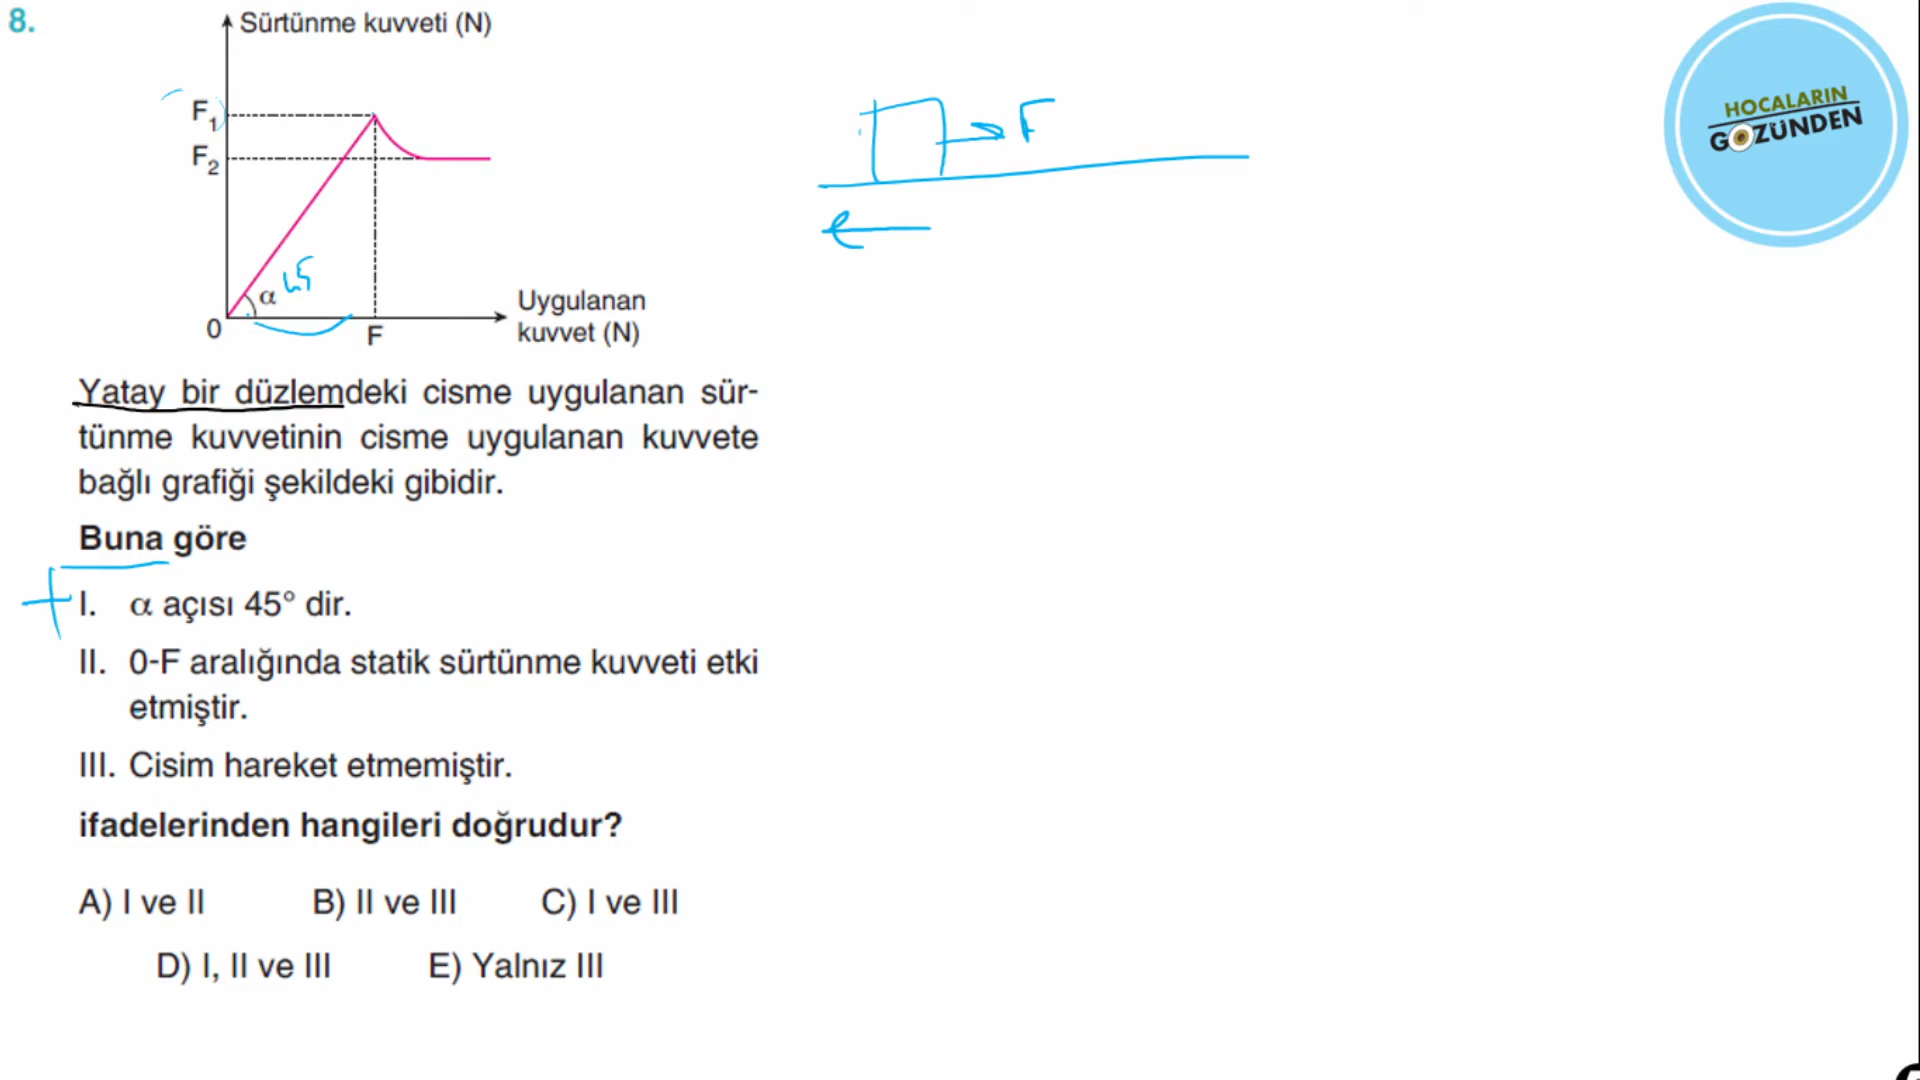 8.
Sürtünme kuvveti (N)
F1
F2
45
α
0
F
Uygulanan
kuvvet (N)
F
HOCALARIN
GÖZÜNDEN
Yatay bir düzlemdeki cisme uygulanan sür-
tünme kuvvetinin cisme uygulanan kuvvete
bağlı grafiği şekildeki gibidir.
Buna göre
+ I. α açısı 45° dir.
II. 0-F aralığında statik sürtünme kuvveti etki
etmiştir.
III. Cisim hareket etmemiştir.
ifadelerinden hangileri doğrudur?
A) I ve II B) II ve III C) I ve III
D) I, II ve III E) Yalnız III